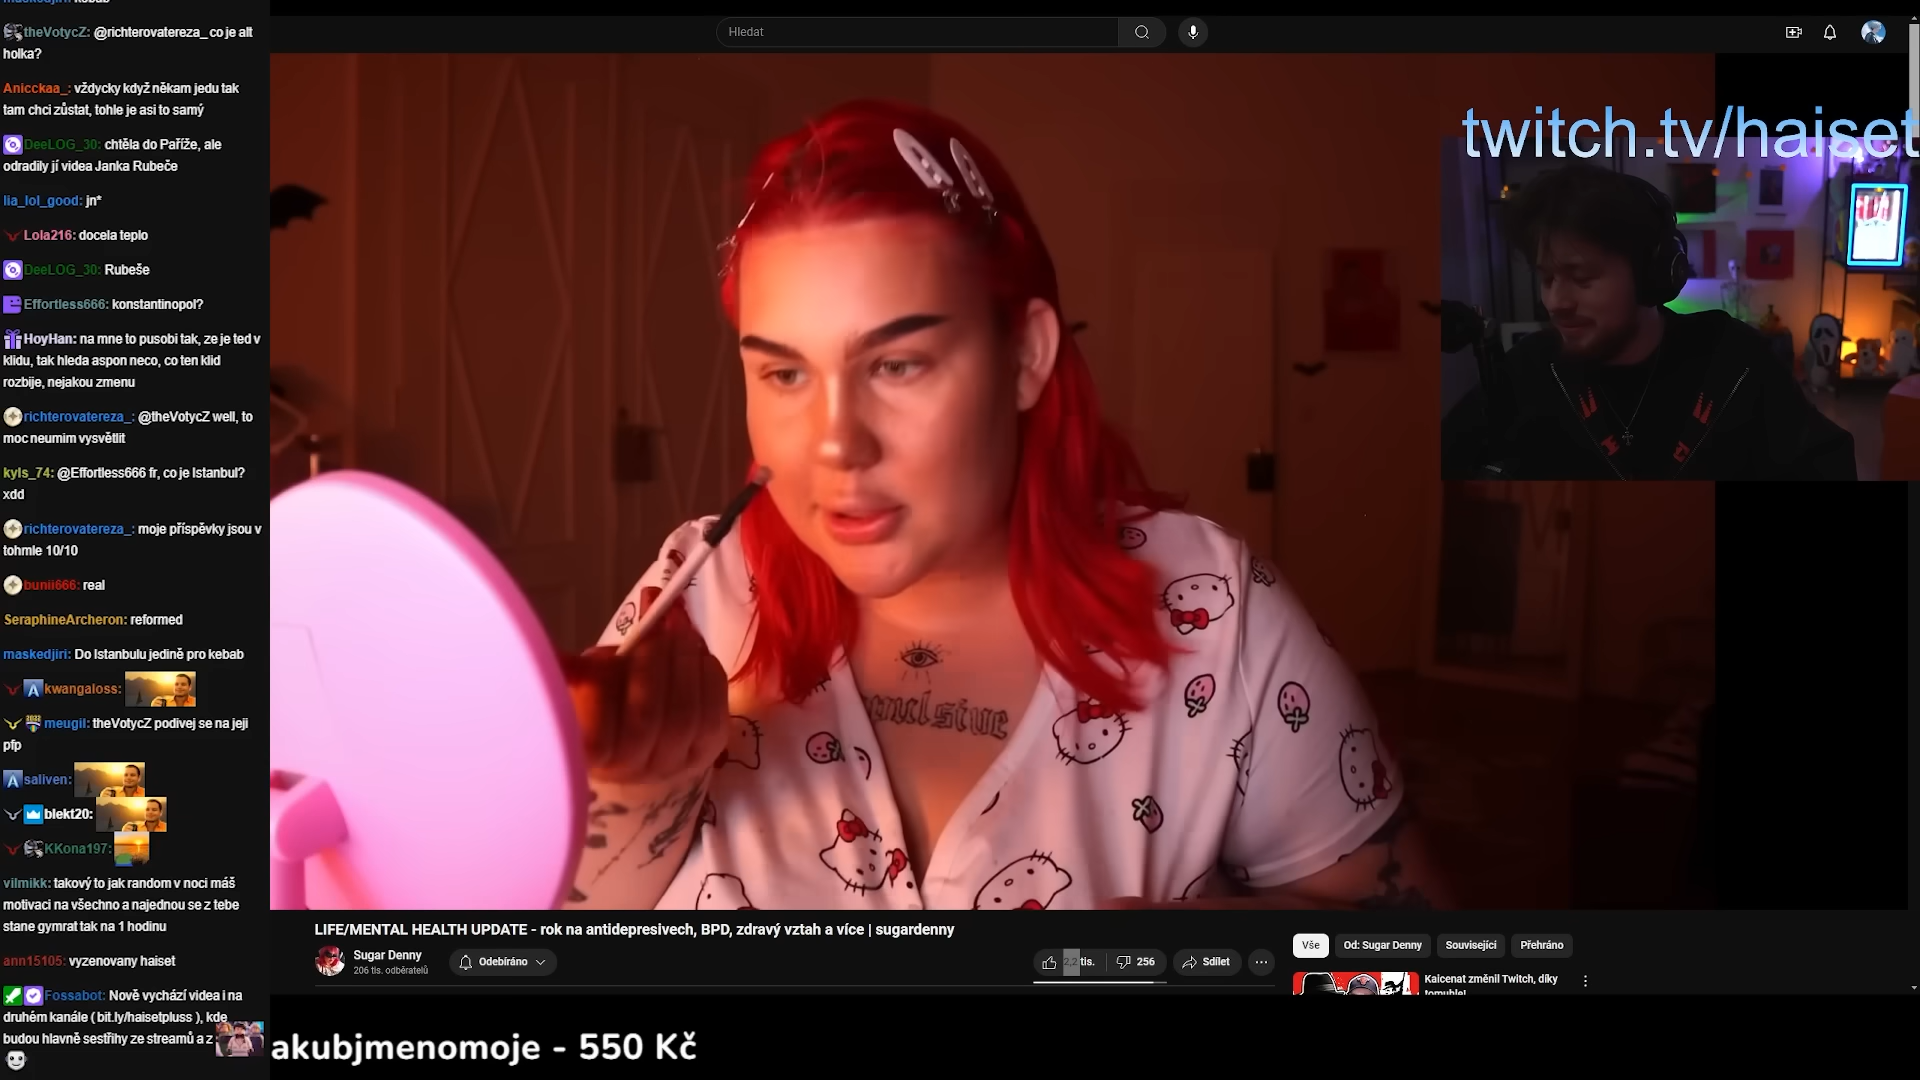 theVotycZ: @richterovatereza_ co je alt
holka?
Anicckaa_: vždycky když někam jedu tak
tam chci zůstat, tohle je asi to samý
DeeLOG_30: chtěla do Paříže, ale
odradily jí videa Janka Rubeče
lia_lol_good: jn*
Lola216: docela teplo
DeeLOG_30: Rubeše
Effortless666: konstantinopol?
HoyHan: na mne to pusobi tak, ze je ted v
klidu, tak hleda aspon neco, co ten klid
rozbije, nejakou zmenu
richterovatereza_: @theVotycZ well, to
moc neumim vysvětlit
kyls_74: @Effortless666 fr, co je Istanbul?
xdd
richterovatereza_: moje příspěvky jsou v
tohmle 10/10
bunii666: real
SeraphineArcheron: reformed
maskedjiri: Do Istanbulu jedině pro kebab
kwangaloss:
meugil: theVotycZ podivej se na jeji
pfp
saliven:
blekt20:
KKona197:
vilmikk: takový to jak random v noci máš
motivaci na všechno a najednou se z tebe
stane gymrat tak na 1 hodinu
ann15105: vyzenovany haiset
Fossabot: Nově vychází videa i na
druhém kanále ( bit.ly/haisetpluss ), kde
budou hlavně sestřihy ze streamů a z
Hledat
twitch.tv/haiset
LIFE/MENTAL HEALTH UPDATE - rok na antidepresivech, BPD, zdravý vztah a více | sugardenny
Sugar Denny
206 tis. odběratelů
Odebíráno
2,2 tis.
256
Sdílet
Vše
Od: Sugar Denny
Související
Přehráno
Kaicenat změnil Twitch, díky
tomuhle!
akubjmenomoje - 550 Kč